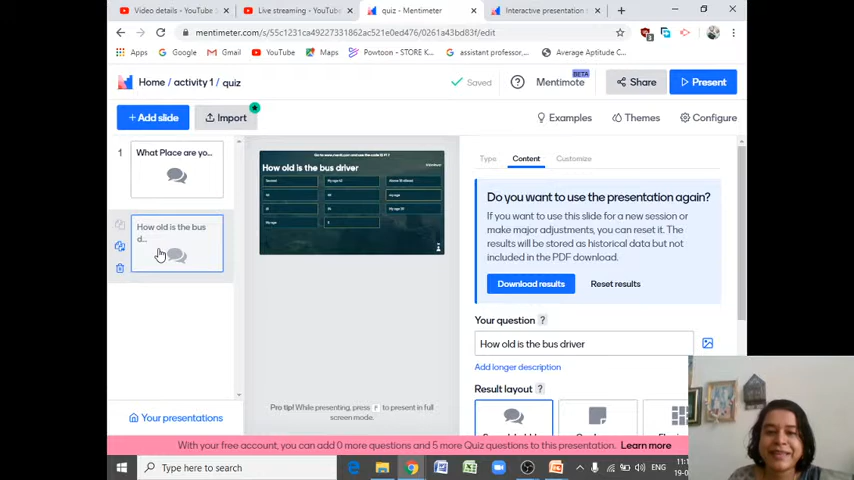 Video details - YouTube S
Live streaming - YouTube S
quiz - Mentimeter
Interactive presentation s
mentimeter.com/s/55c1231ca49227331862ac521e0ed476/0261a43bd83f/edit
Apps
Google
Gmail
YouTube
Maps
Powtoon - STORE K...
assistant professor,...
Average Aptitude C...
Home / activity 1 / quiz
Saved
Mentimote
BETA
Share
Present
+ Add slide
Import
Examples
Themes
Configure
1
What Place are yo...
How old is the bus
d...
How old is the bus driver
Type
Content
Customize
Do you want to use the presentation again?
If you want to use this slide for a new session
or make major adjustments, you can reset it. The
results will be stored as historical data but not
included in the PDF download.
Download results
Reset results
Your question ?
How old is the bus driver
Add longer description
Result layout ?
Pro tip! While presenting, press F to present in full
screen mode.
Your presentations
With your free account, you can add 0 more questions and 5 more Quiz questions to this presentation. Learn more
Type here to search
ENG
11:1
19-0